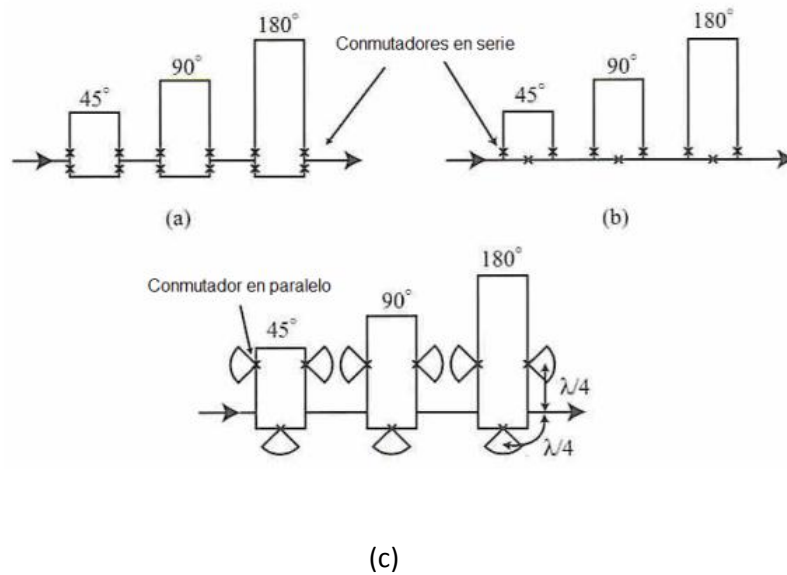 180°
Conmutadores en serie
180°
90°
90°
45°
45°
(a)
(b)
180°
Conmutador en paralelo
90°
45°
λ/4
λ/4
(c)